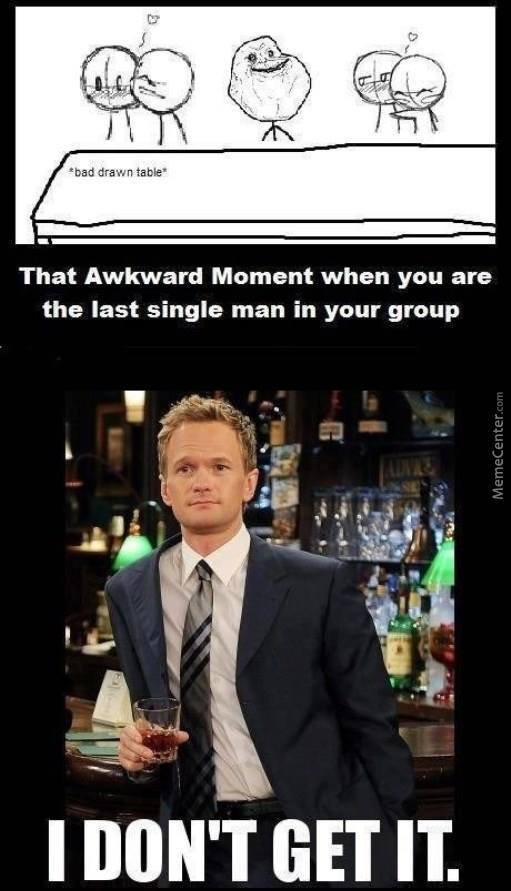 *bad drawn table*
That Awkward Moment when you are
the last single man in your group
MemeCenter.com
I DON'T GET IT.